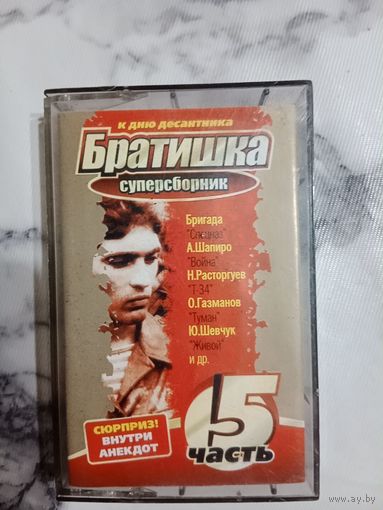 К ДНЮ ДЕСАНТНИКА
Братишка
суперсборник
Бригада
"Спецназ"
А.Шапиро
"Война"
Н.Расторгуев
"Т-34"
О.Газманов
"Туман"
Ю.Шевчук
"Живой"
и др.
СЮРПРИЗ!
ВНУТРИ
АНЕКДОТ
5
часть
www.ay.by